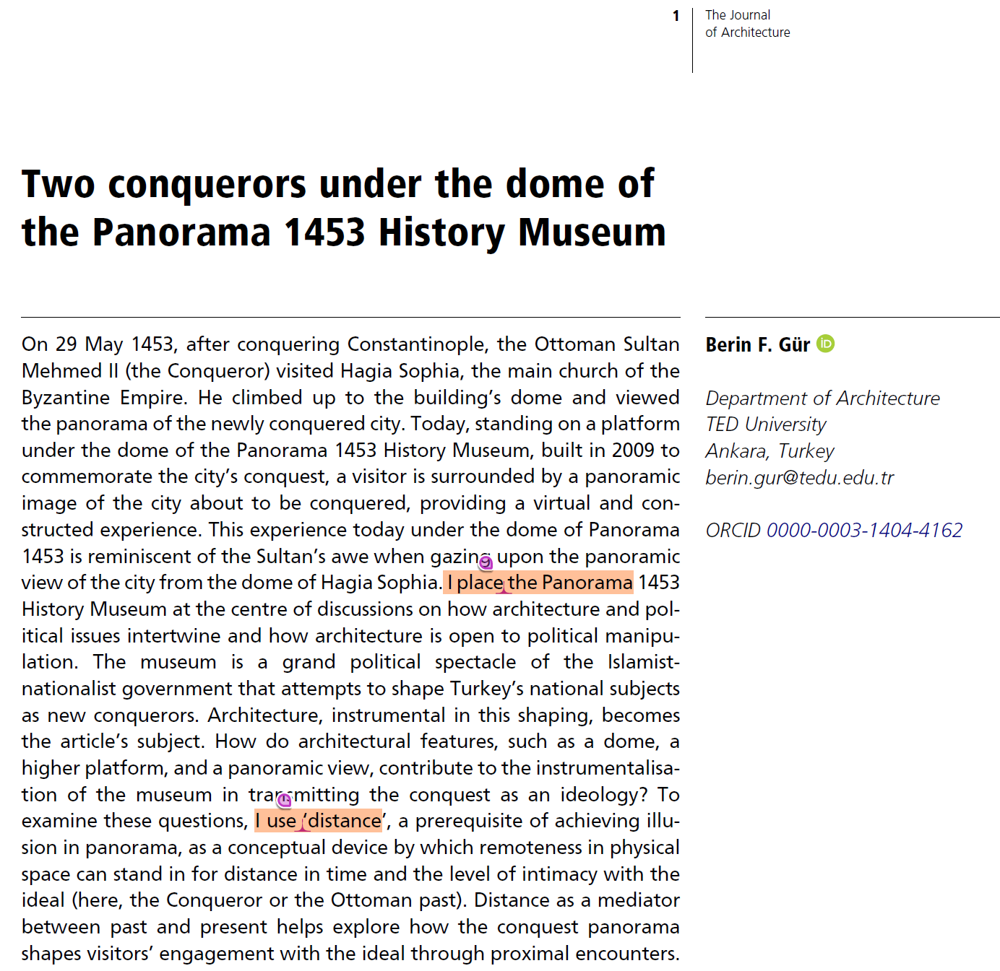 1
The Journal
of Architecture
Two conquerors under the dome of
the Panorama 1453 History Museum
On 29 May 1453, after conquering Constantinople, the Ottoman Sultan
Mehmed II (the Conqueror) visited Hagia Sophia, the main church of the
Byzantine Empire. He climbed up to the building's dome and viewed
the panorama of the newly conquered city. Today, standing on a platform
under the dome of the Panorama 1453 History Museum, built in 2009 to
commemorate the city's conquest, a visitor is surrounded by a panoramic
image of the city about to be conquered, providing a virtual and con-
structed experience. This experience today under the dome of Panorama
1453 is reminiscent of the Sultan's awe when gazing upon the panoramic
view of the city from the dome of Hagia Sophia. I place the Panorama 1453
History Museum at the centre of discussions on how architecture and pol-
itical issues intertwine and how architecture is open to political manipu-
lation. The museum is a grand political spectacle of the Islamist-
nationalist government that attempts to shape Turkey's national subjects
as new conquerors. Architecture, instrumental in this shaping, becomes
the article's subject. How do architectural features, such as a dome, a
higher platform, and a panoramic view, contribute to the instrumentalisa-
tion of the museum in transmitting the conquest as an ideology? To
examine these questions, I use 'distance', a prerequisite of achieving illu-
sion in panorama, as a conceptual device by which remoteness in physical
space can stand in for distance in time and the level of intimacy with the
ideal (here, the Conqueror or the Ottoman past). Distance as a mediator
between past and present helps explore how the conquest panorama
shapes visitors' engagement with the ideal through proximal encounters.
Berin F. Gür iD
Department of Architecture
TED University
Ankara, Turkey
berin.gur@tedu.edu.tr
ORCID 0000-0003-1404-4162